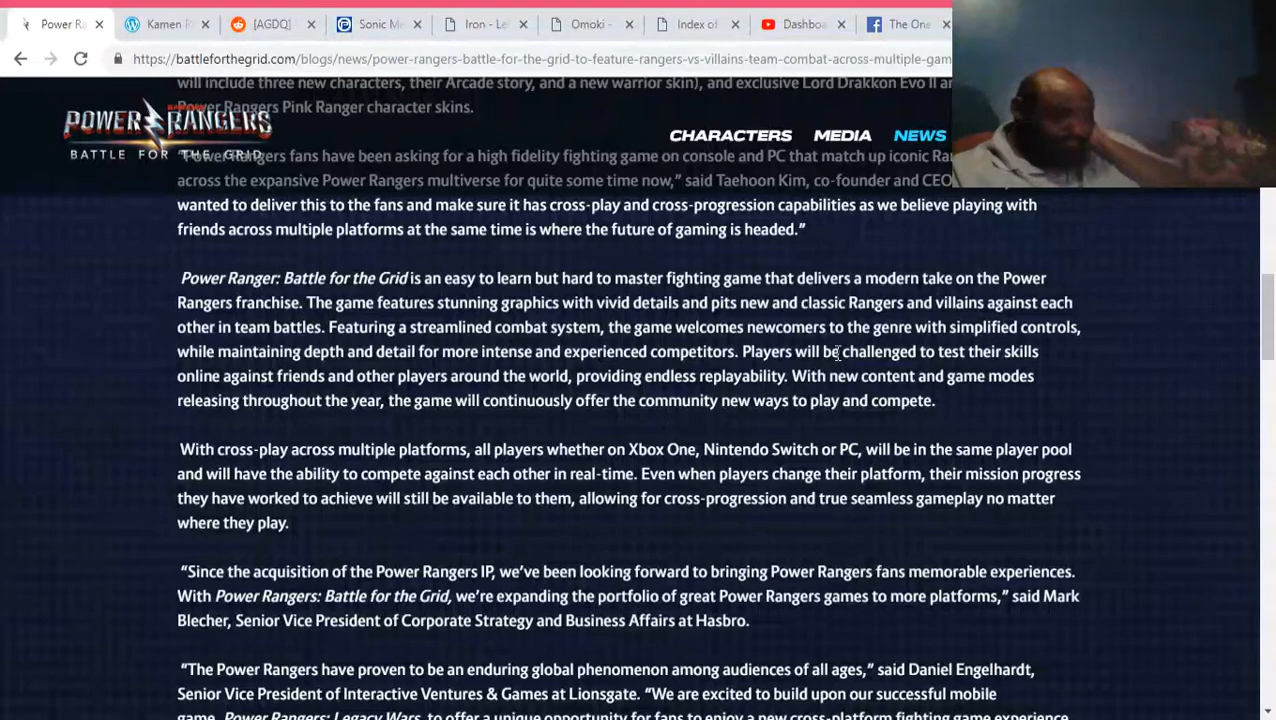 Power Ra
Kamen R
[AGDQ]
Sonic M
Iron - Le
Omoki -
Index of
Dashboa
The One
https://battleforthegrid.com/blogs/news/power-rangers-battle-for-the-grid-to-feature-rangers-vs-villains-team-combat-across-multiple-gam
will include three new characters, their Arcade story, and a new warrior skin), and exclusive Lord Drakkon Evo II an
Power Rangers Pink Ranger character skins.
POWER RANGERS
BATTLE FOR THE GRID
CHARACTERS MEDIA NEWS
"Power Rangers fans have been asking for a high fidelity fighting game on console and PC that match up iconic Ran
across the expansive Power Rangers multiverse for quite some time now," said Taehoon Kim, co-founder and CEO
wanted to deliver this to the fans and make sure it has cross-play and cross-progression capabilities as we believe playing with
friends across multiple platforms at the same time is where the future of gaming is headed."
Power Ranger: Battle for the Grid is an easy to learn but hard to master fighting game that delivers a modern take on the Power
Rangers franchise. The game features stunning graphics with vivid details and pits new and classic Rangers and villains against each
other in team battles. Featuring a streamlined combat system, the game welcomes newcomers to the genre with simplified controls,
while maintaining depth and detail for more intense and experienced competitors. Players will be challenged to test their skills
online against friends and other players around the world, providing endless replayability. With new content and game modes
releasing throughout the year, the game will continuously offer the community new ways to play and compete.
With cross-play across multiple platforms, all players whether on Xbox One, Nintendo Switch or PC, will be in the same player pool
and will have the ability to compete against each other in real-time. Even when players change their platform, their mission progress
they have worked to achieve will still be available to them, allowing for cross-progression and true seamless gameplay no matter
where they play.
"Since the acquisition of the Power Rangers IP, we've been looking forward to bringing Power Rangers fans memorable experiences.
With Power Rangers: Battle for the Grid, we're expanding the portfolio of great Power Rangers games to more platforms," said Mark
Blecher, Senior Vice President of Corporate Strategy and Business Affairs at Hasbro.
"The Power Rangers have proven to be an enduring global phenomenon among audiences of all ages," said Daniel Engelhardt,
Senior Vice President of Interactive Ventures & Games at Lionsgate. "We are excited to build upon our successful mobile
game, Power Rangers: Legacy Wars, to offer a unique opportunity for fans to enjoy a new cross-platform fighting game experience